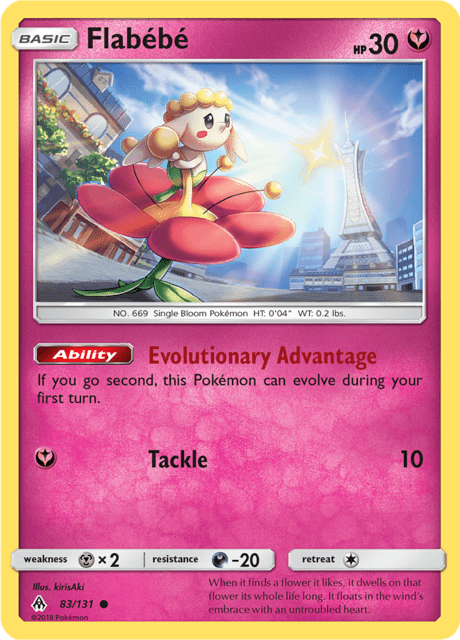 BASIC Flabébé HP 30
NO. 669 Single Bloom Pokémon HT: 0'04" WT: 0.2 lbs.
Ability Evolutionary Advantage
If you go second, this Pokémon can evolve during your
first turn.
Tackle 10
weakness ×2 resistance -20 retreat
Illus. kirisAki
83/131
©2018 Pokémon
When it finds a flower it likes, it dwells on that
flower its whole life long. It floats in the wind's
embrace with an untroubled heart.